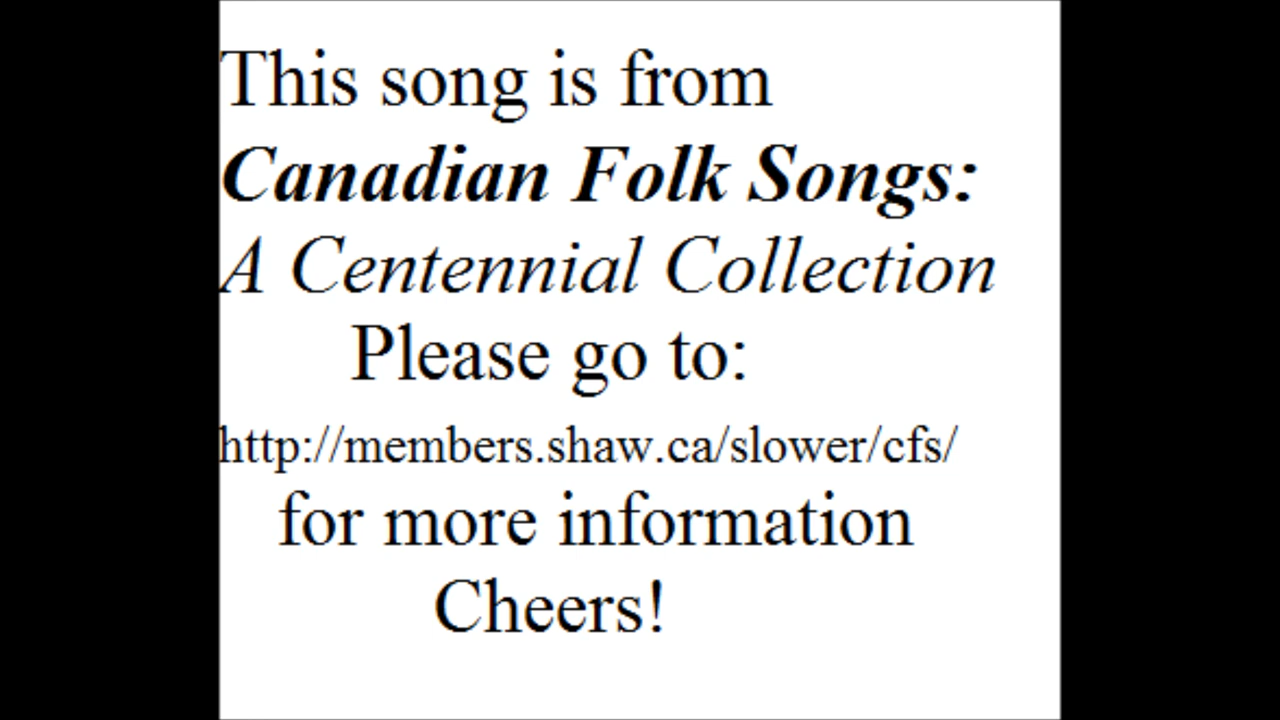 This song is from
Canadian Folk Songs:
A Centennial Collection
Please go to:
http://members.shaw.ca/slower/cfs/
for more information
Cheers!